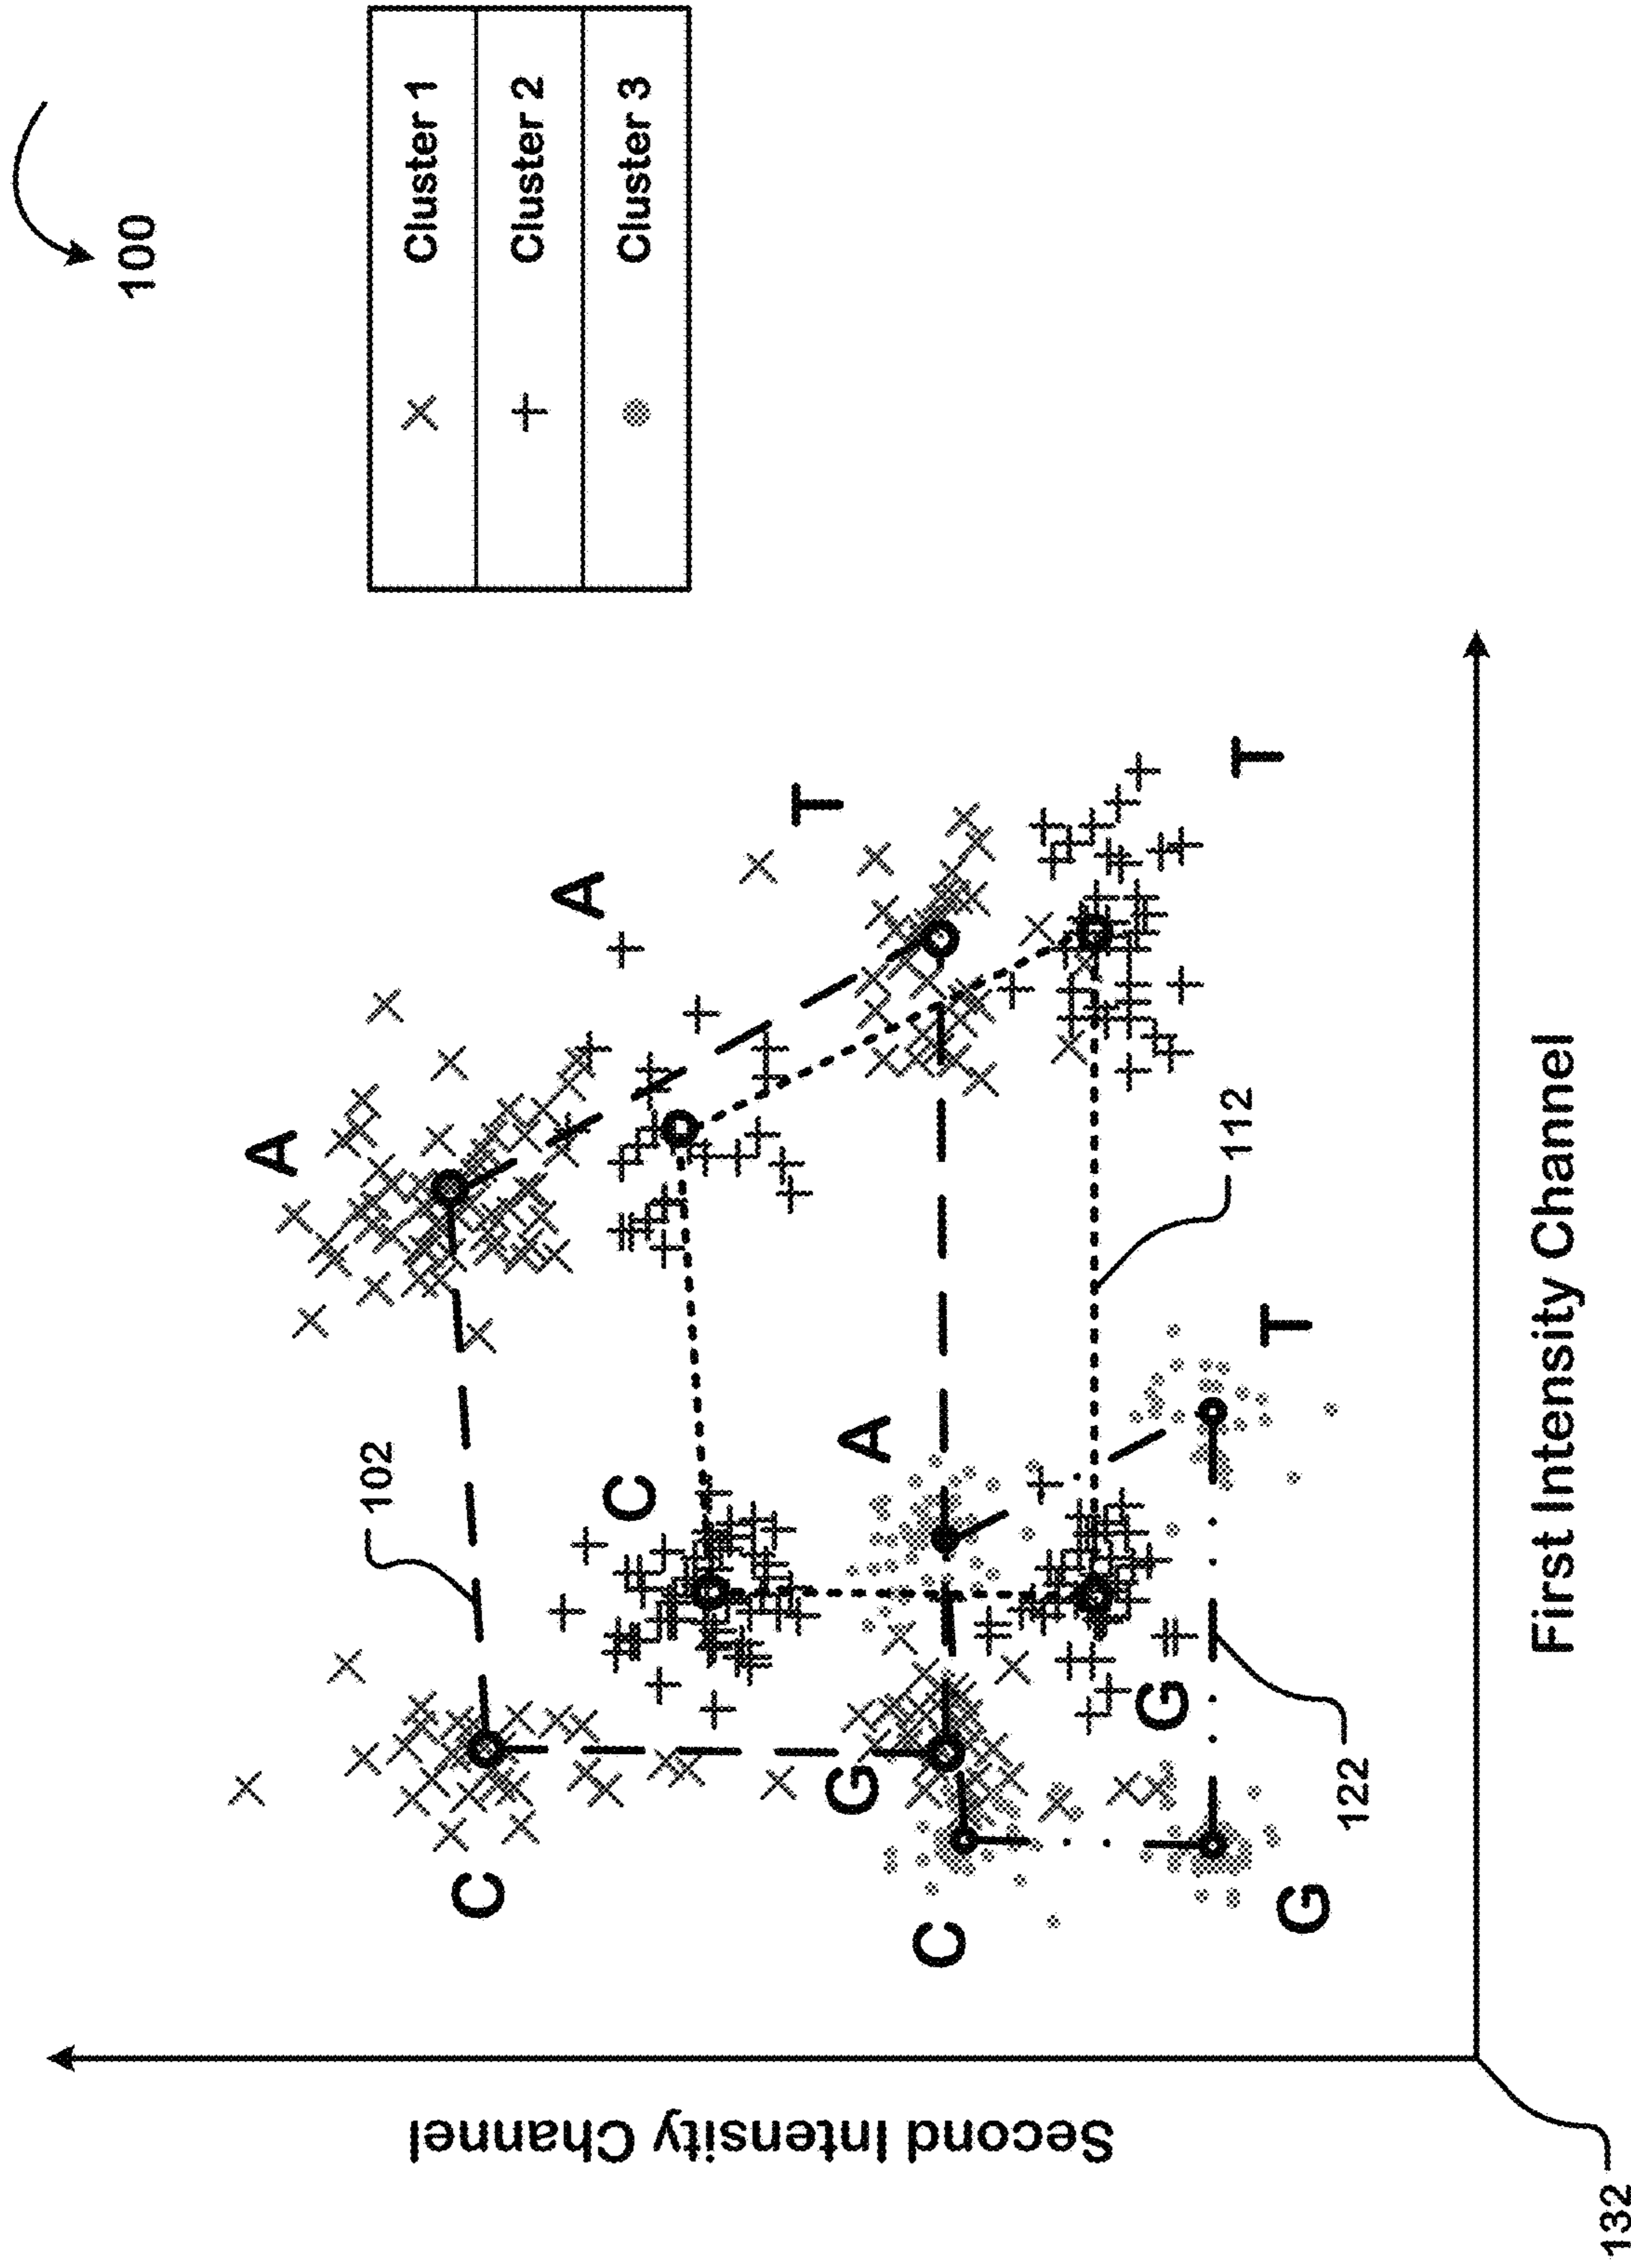 100
Cluster 1
Cluster 2
Cluster 3
A
102
C
A
C
T
G
A
C
G
112
T
T
G
122
Second Intensity Channel
First Intensity Channel
132